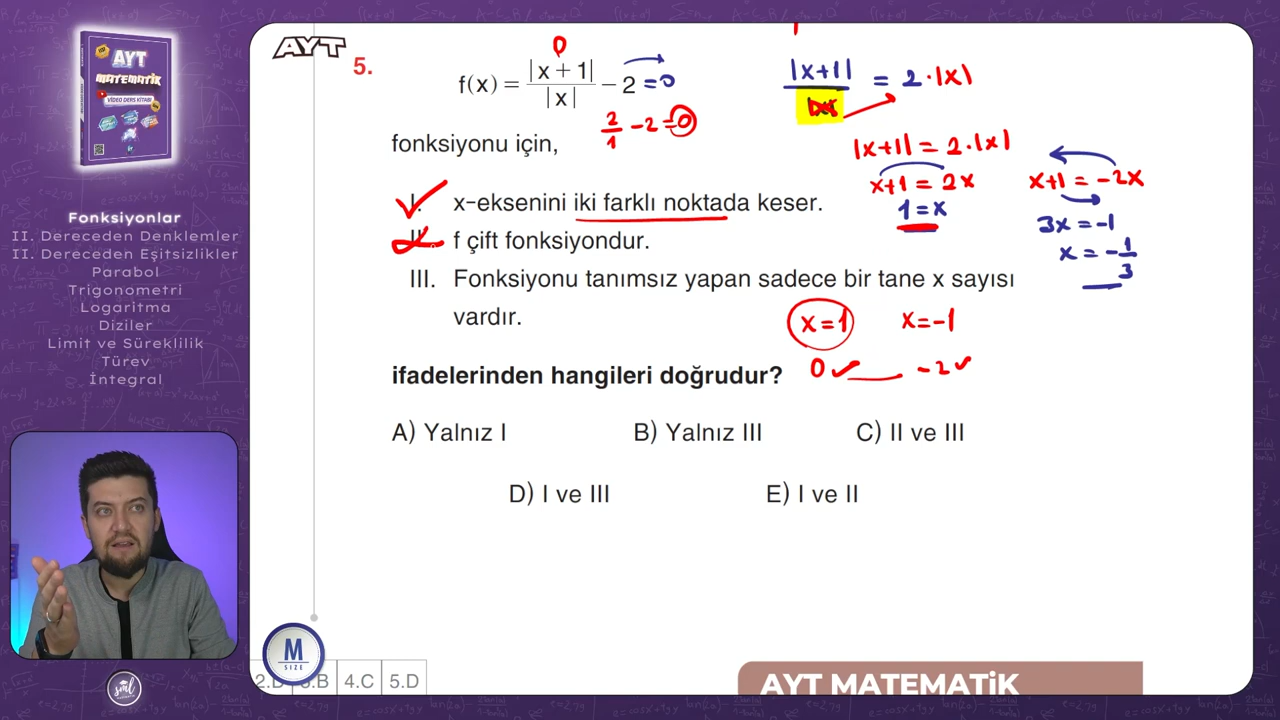 AYT
MATEMATİK
VİDEO DERS KİTABI
Fonksiyonlar
II. Dereceden Denklemler
II. Dereceden Eşitsizlikler
Parabol
Trigonometri
Logaritma
Diziler
Limit ve Süreklilik
Türev
İntegral
sml
AYT
5.
0
f(x) = |x + 1| / |x| − 2 = 0
2/1 - 2 = 0
fonksiyonu için,
I. x-eksenini iki farklı noktada keser.
II. f çift fonksiyondur.
III. Fonksiyonu tanımsız yapan sadece bir tane x sayısı
vardır.
ifadelerinden hangileri doğrudur?
A) Yalnız I
B) Yalnız III
C) II ve III
D) I ve III
E) I ve II
|x+1| / |x| = 2·|x|
|x+1| = 2·|x|
x+1 = 2x
1 = x
x+1 = -2x
3x = -1
x = -1/3
x = 1
x = -1
0
-2
M
SIZE
2.D
3.B
4.C
5.D
AYT MATEMATİK